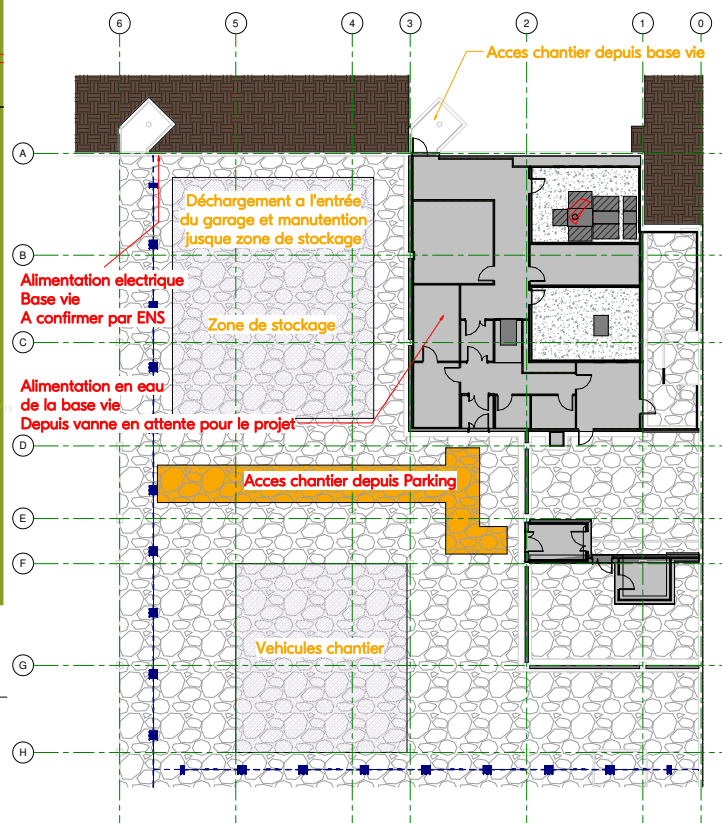 6 5 4 3 2 1 0
Acces chantier depuis base vie
A
Déchargement a l'entrée
du garage et manutention
jusque zone de stockage
B
Alimentation electrique
Base vie
A confirmer par ENS
Zone de stockage
C
Alimentation en eau
de la base vie
Depuis vanne en attente pour le projet
D
Acces chantier depuis Parking
E
F
Vehicules chantier
G
H